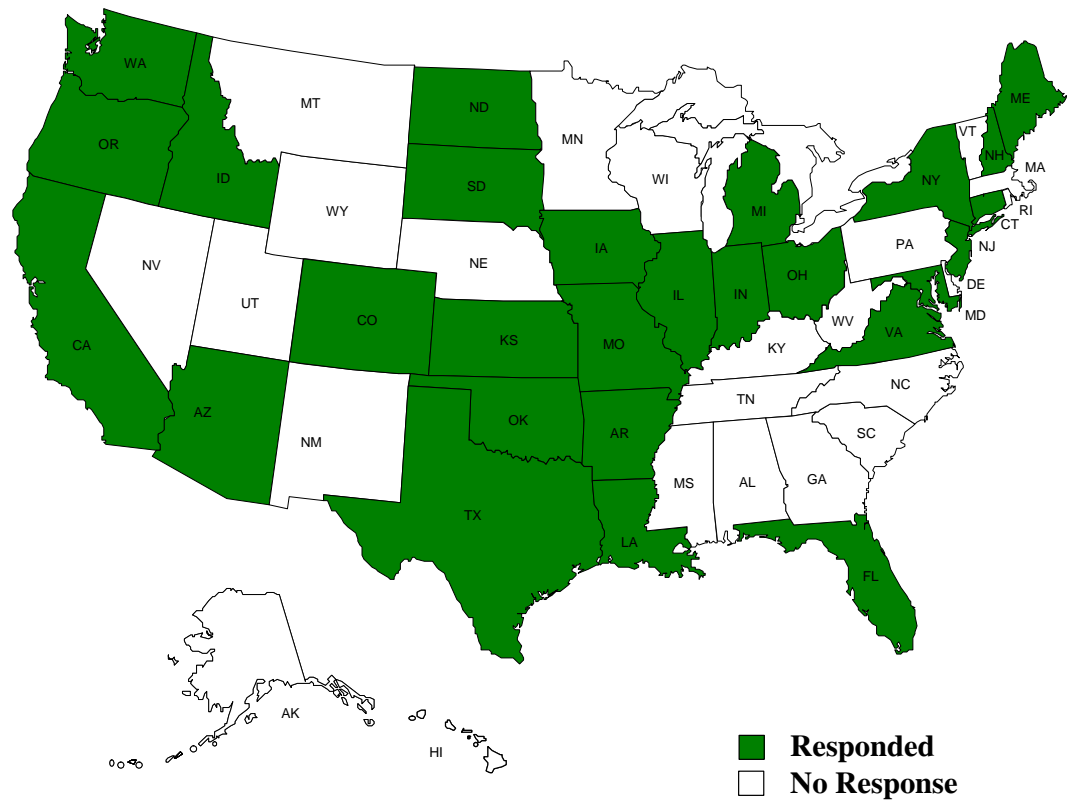 WA
MT
ND
MN
ME
VT
NH
OR
ID
SD
WI
MI
NY
MA
RI
CT
WY
IA
PA
NJ
NV
UT
NE
IL
IN
OH
DE
MD
CO
KS
MO
KY
WV
VA
CA
AZ
NM
OK
AR
TN
NC
SC
TX
LA
MS
AL
GA
FL
AK
HI
Responded
No Response